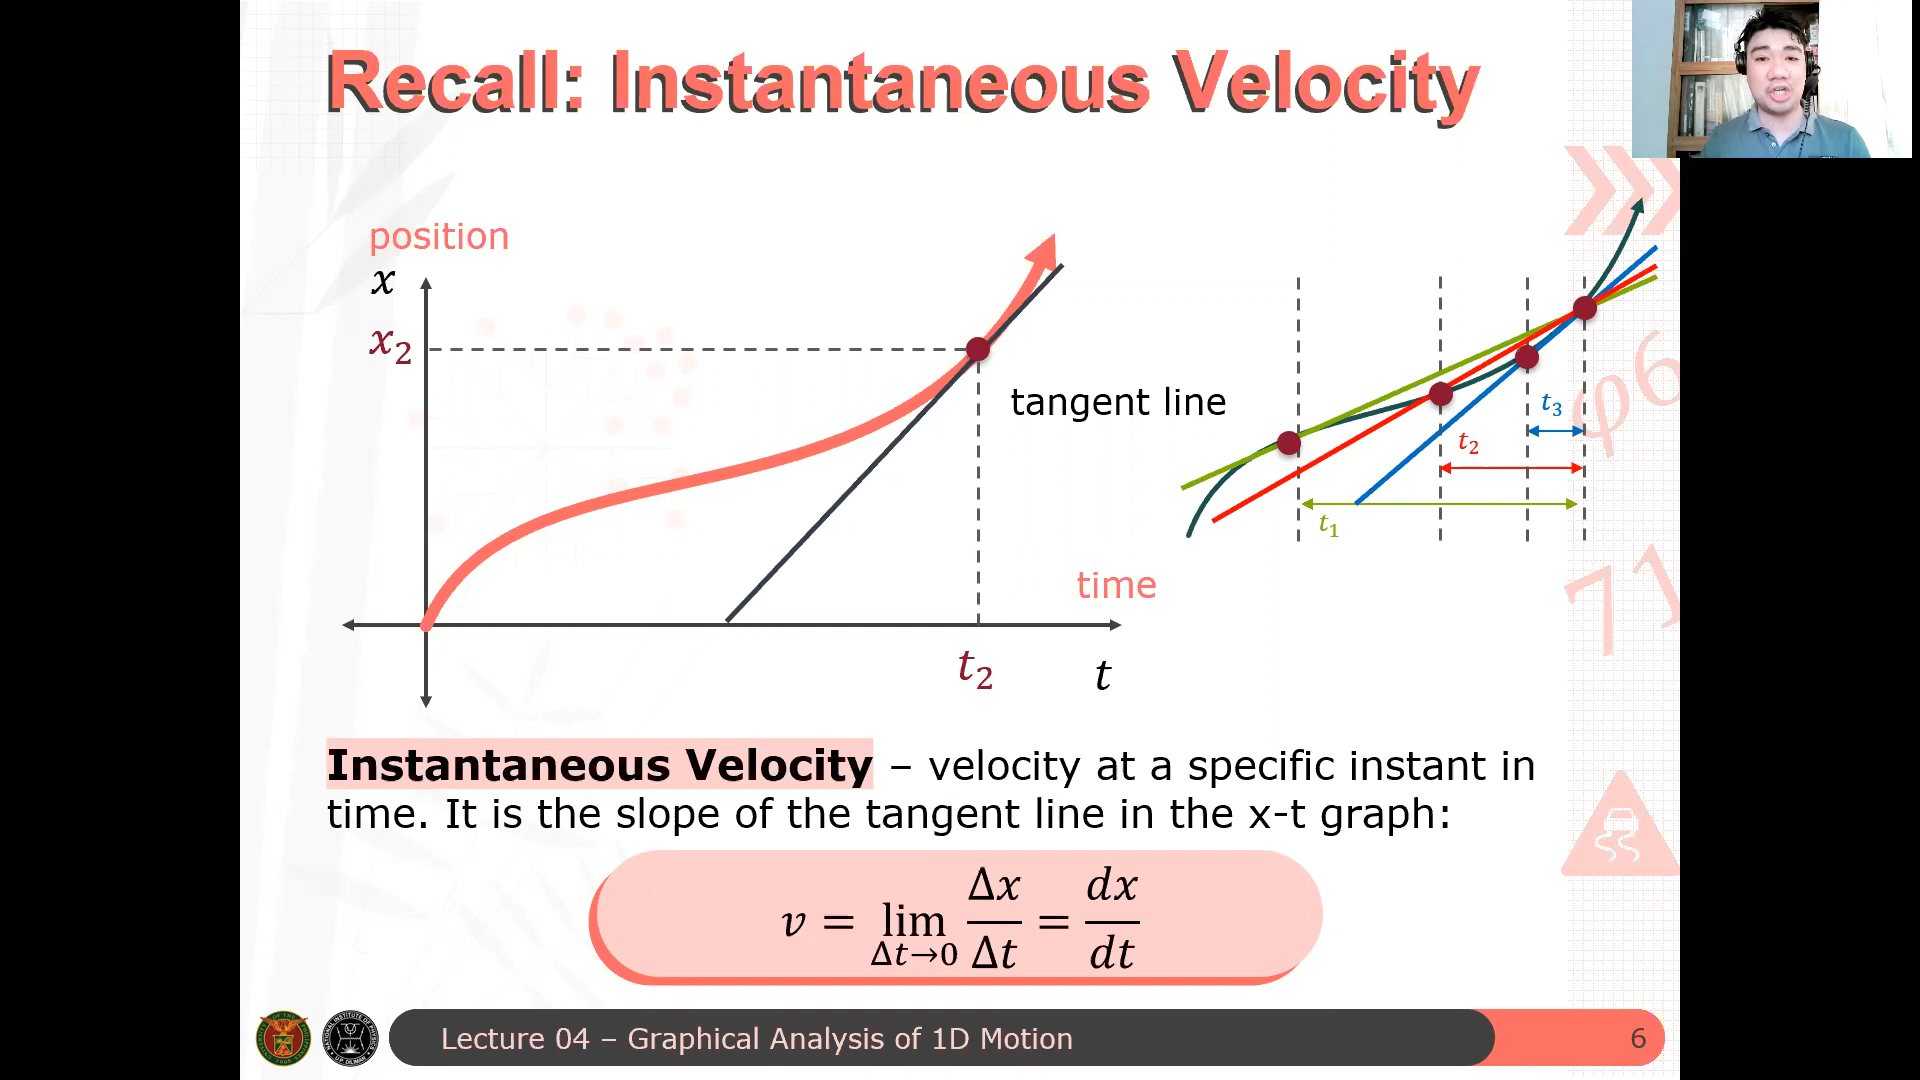 Recall: Instantaneous Velocity
position
x
x₂
tangent line
t₃
t₂
t₁
time
t₂
t
φ6
71
Instantaneous Velocity – velocity at a specific instant in
time. It is the slope of the tangent line in the x-t graph:
v = lim Δt→0 Δx/Δt = dx/dt
Lecture 04 – Graphical Analysis of 1D Motion
6